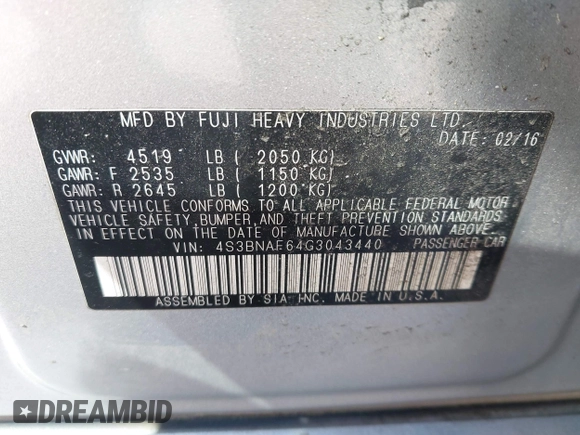 MFD BY FUJI HEAVY INDUSTRIES LTD.
DATE: 02/16
GVWR: 4519 LB ( 2050 KG)
GAWR: F 2535 LB ( 1150 KG)
GAWR: R 2645 LB ( 1200 KG)
THIS VEHICLE CONFORMS TO ALL APPLICABLE FEDERAL MOTOR
VEHICLE SAFETY,BUMPER,AND THEFT PREVENTION STANDARDS
IN EFFECT ON THE DATE OF MANUFACTURE SHOWN ABOVE.
VIN: 4S3BNAF64G3043440 PASSENGER CAR
ASSEMBLED BY SIA INC. MADE IN U.S.A.
DREAMBID